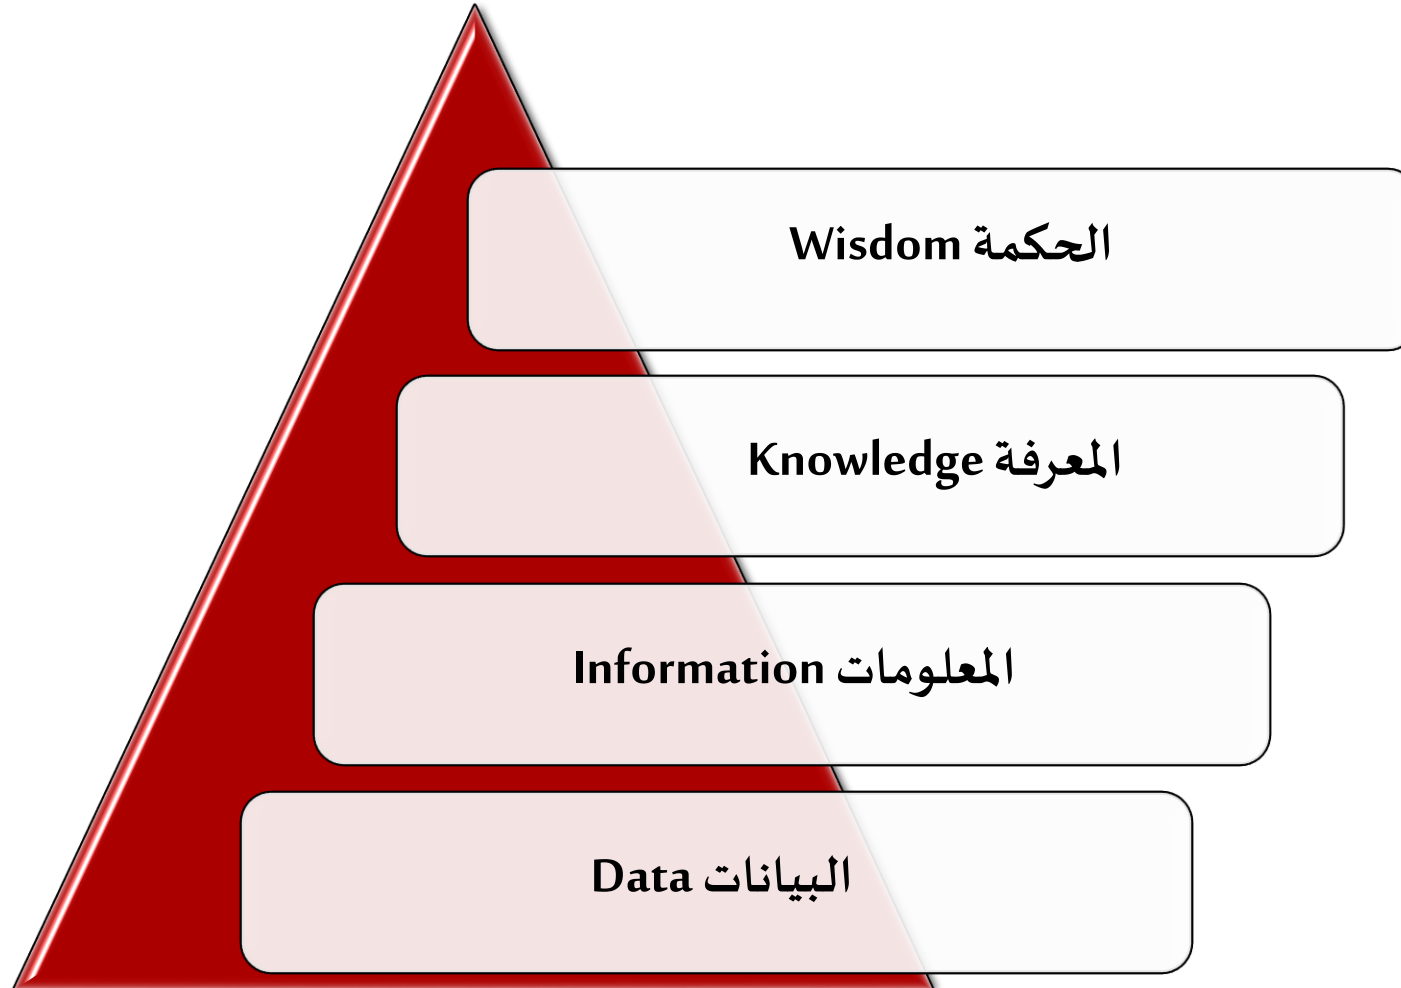 الحكمة Wisdom
المعرفة Knowledge
المعلومات Information
البيانات Data